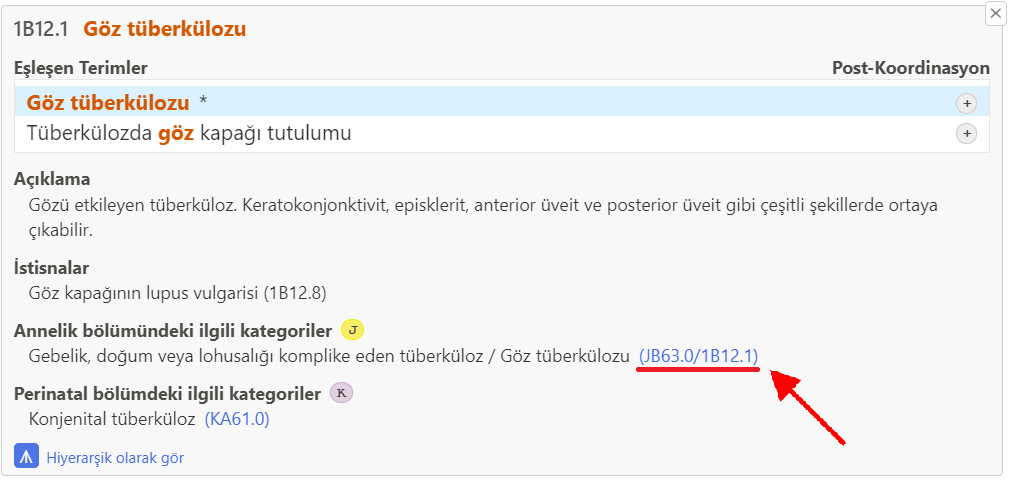 1B12.1 Göz tüberkülozu
Eşleşen Terimler Post-Koordinasyon
Göz tüberkülozu *
Tüberkülozda göz kapağı tutulumu
Açıklama
Gözü etkileyen tüberküloz. Keratokonjonktivit, episklerit, anterior üveit ve posterior üveit gibi çeşitli şekillerde ortaya
çıkabilir.
İstisnalar
Göz kapağının lupus vulgarisi (1B12.8)
Annelik bölümündeki ilgili kategoriler J
Gebelik, doğum veya lohusalığı komplike eden tüberküloz / Göz tüberkülozu (JB63.0/1B12.1)
Perinatal bölümdeki ilgili kategoriler K
Konjenital tüberküloz (KA61.0)
Hiyerarşik olarak gör